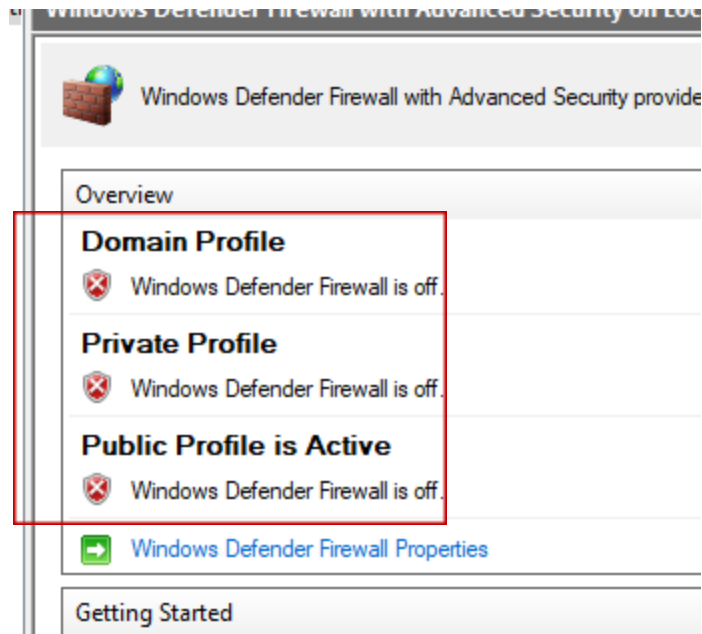 Windows Defender Firewall with Advanced Security on Loc
Windows Defender Firewall with Advanced Security provide
Overview
Domain Profile
Windows Defender Firewall is off.
Private Profile
Windows Defender Firewall is off.
Public Profile is Active
Windows Defender Firewall is off.
Windows Defender Firewall Properties
Getting Started